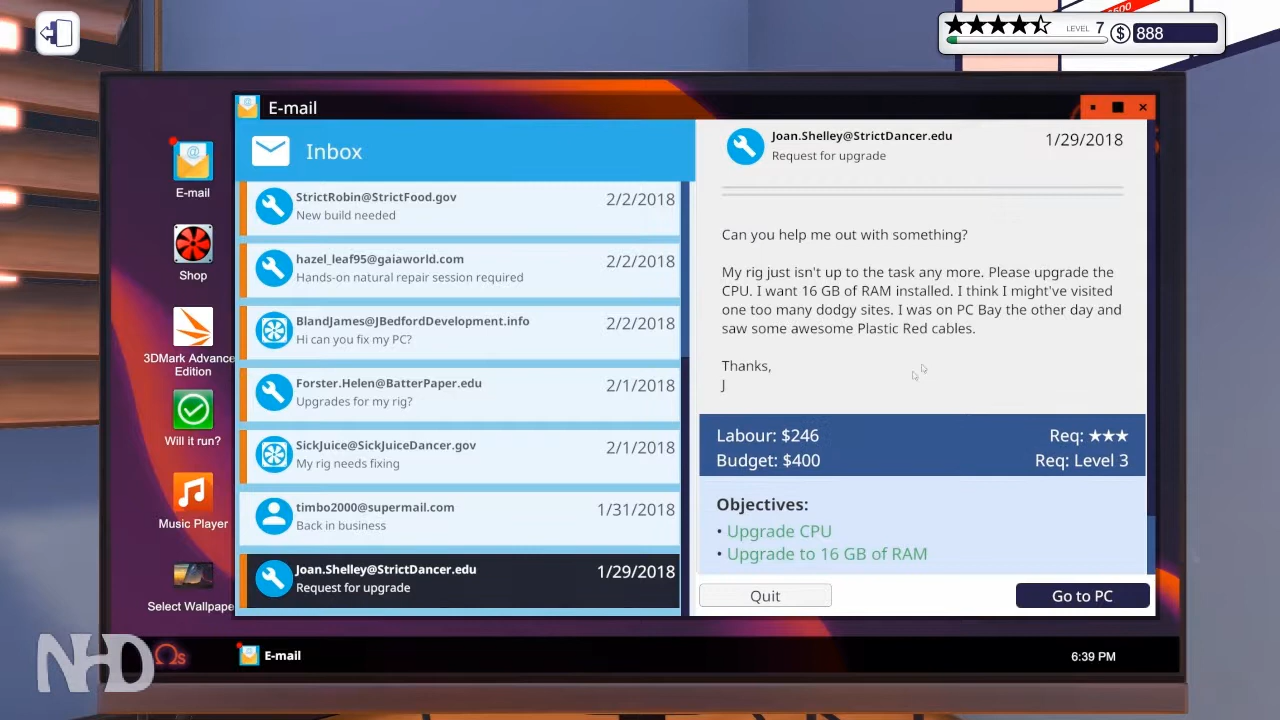 $500
LEVEL 7
$ 888
E-mail
E-mail
Shop
3DMark Advance
Edition
Will it run?
Music Player
Select Wallpape
Inbox
StrictRobin@StrictFood.gov
2/2/2018
New build needed
hazel_leaf95@gaiaworld.com
2/2/2018
Hands-on natural repair session required
BlandJames@JBedfordDevelopment.info
2/2/2018
Hi can you fix my PC?
Forster.Helen@BatterPaper.edu
2/1/2018
Upgrades for my rig?
SickJuice@SickJuiceDancer.gov
2/1/2018
My rig needs fixing
timbo2000@supermail.com
1/31/2018
Back in business
Joan.Shelley@StrictDancer.edu
1/29/2018
Request for upgrade
Joan.Shelley@StrictDancer.edu
1/29/2018
Request for upgrade
Can you help me out with something?
My rig just isn't up to the task any more. Please upgrade the
CPU. I want 16 GB of RAM installed. I think I might've visited
one too many dodgy sites. I was on PC Bay the other day and
saw some awesome Plastic Red cables.
Thanks,
J
Labour: $246
Req: ★★★
Budget: $400
Req: Level 3
Objectives:
• Upgrade CPU
• Upgrade to 16 GB of RAM
Quit
Go to PC
NHD
Ωs
E-mail
6:39 PM